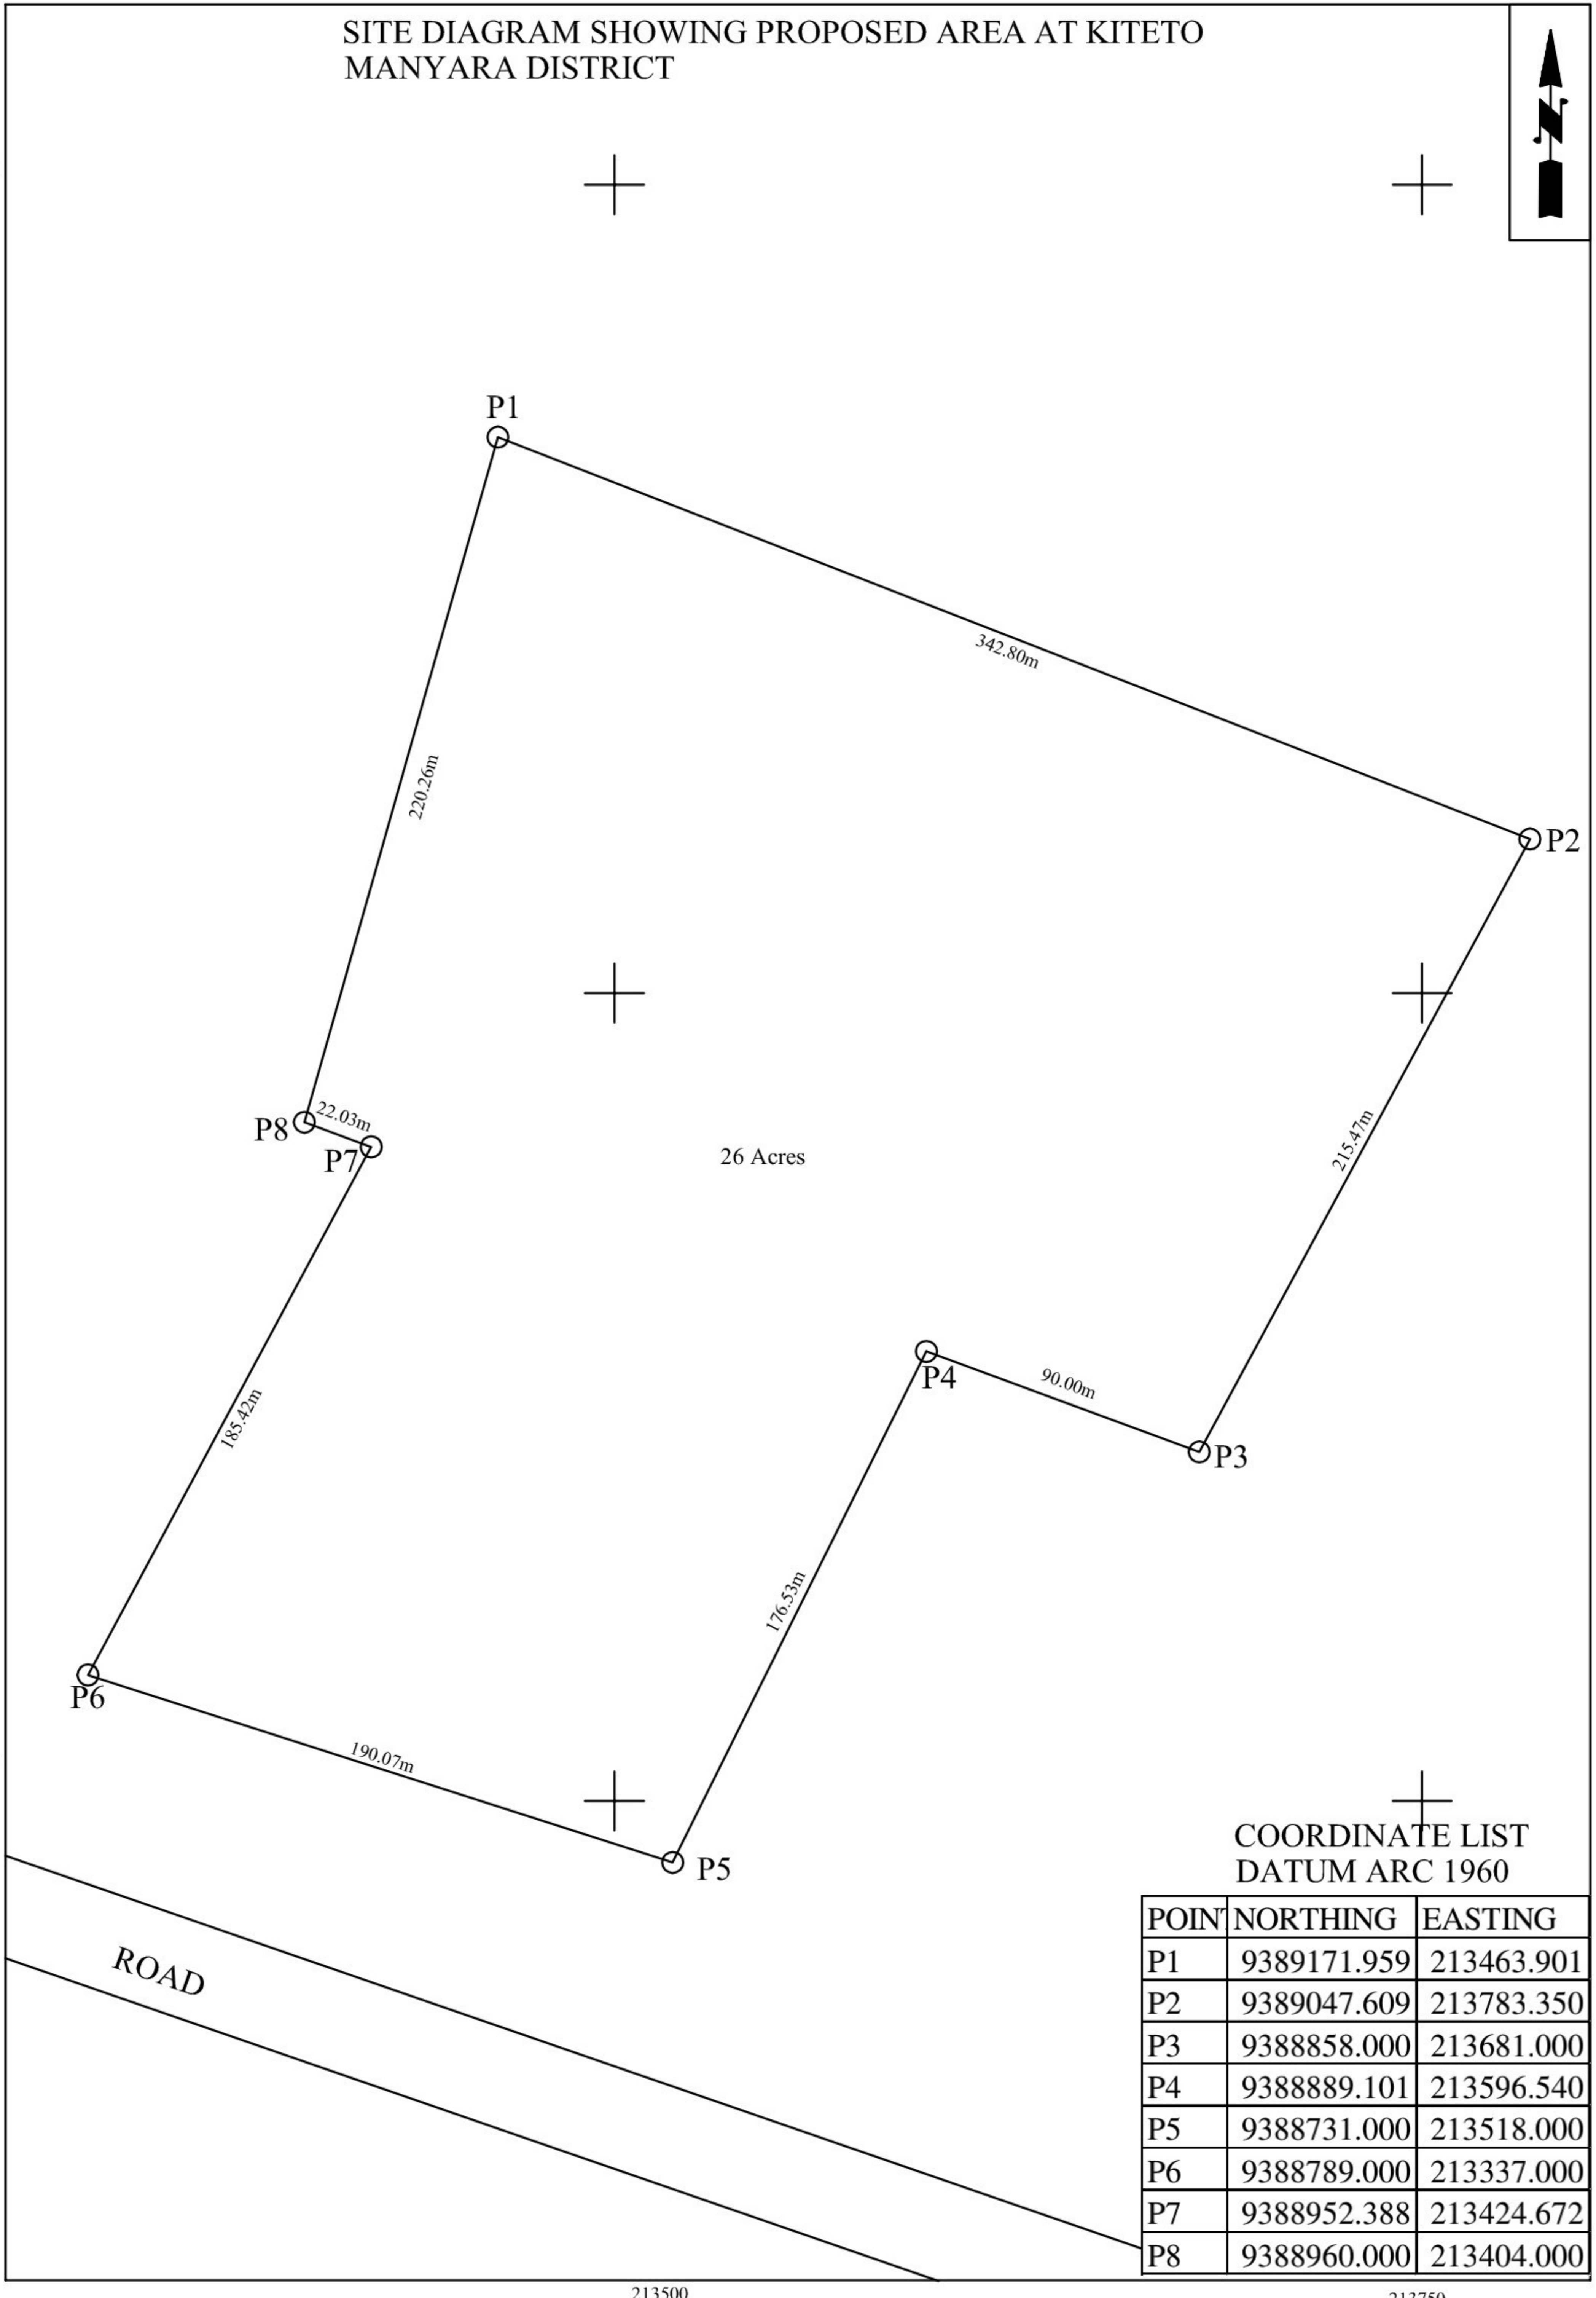 SITE DIAGRAM SHOWING PROPOSED AREA AT KITETO
MANYARA DISTRICT
N
P1
342.80m
220.26m
P2
P8
22.03m
P7
26 Acres
215.47m
P4
90.00m
P3
185.42m
176.53m
P6
190.07m
P5
ROAD
COORDINATE LIST
DATUM ARC 1960
POINT NORTHING EASTING
P1 9389171.959 213463.901
P2 9389047.609 213783.350
P3 9388858.000 213681.000
P4 9388889.101 213596.540
P5 9388731.000 213518.000
P6 9388789.000 213337.000
P7 9388952.388 213424.672
P8 9388960.000 213404.000
213500 213750